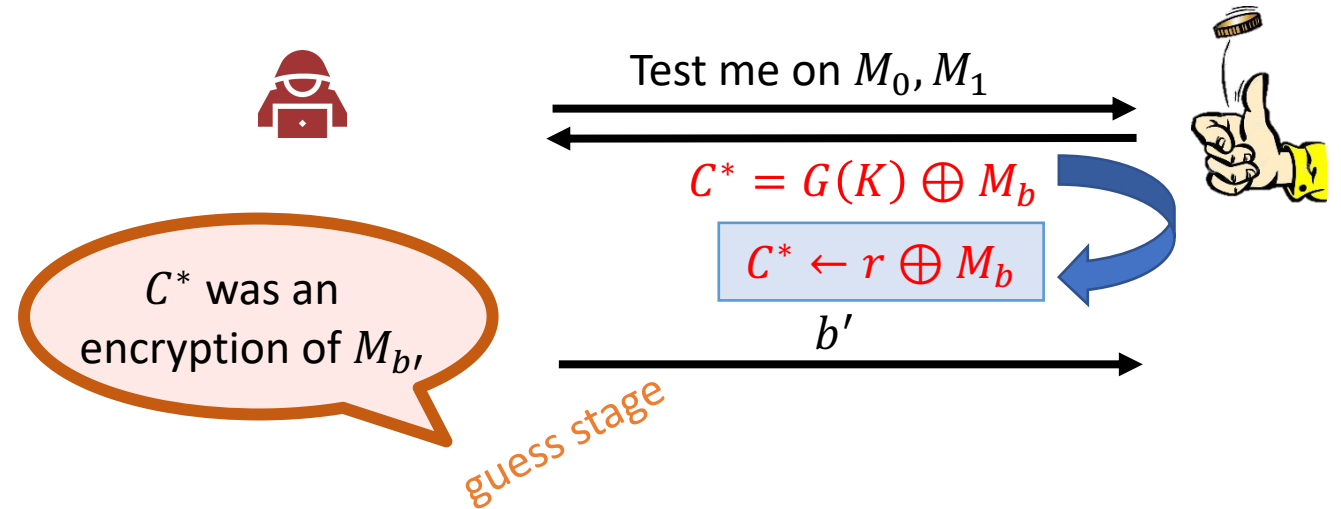 Test me on 𝑀₀, 𝑀₁
𝐶* = 𝐺(𝐾) ⊕ 𝑀_b
𝐶* ← 𝑟 ⊕ 𝑀_b
𝐶* was an
encryption of 𝑀_b′
𝑏′
guess stage